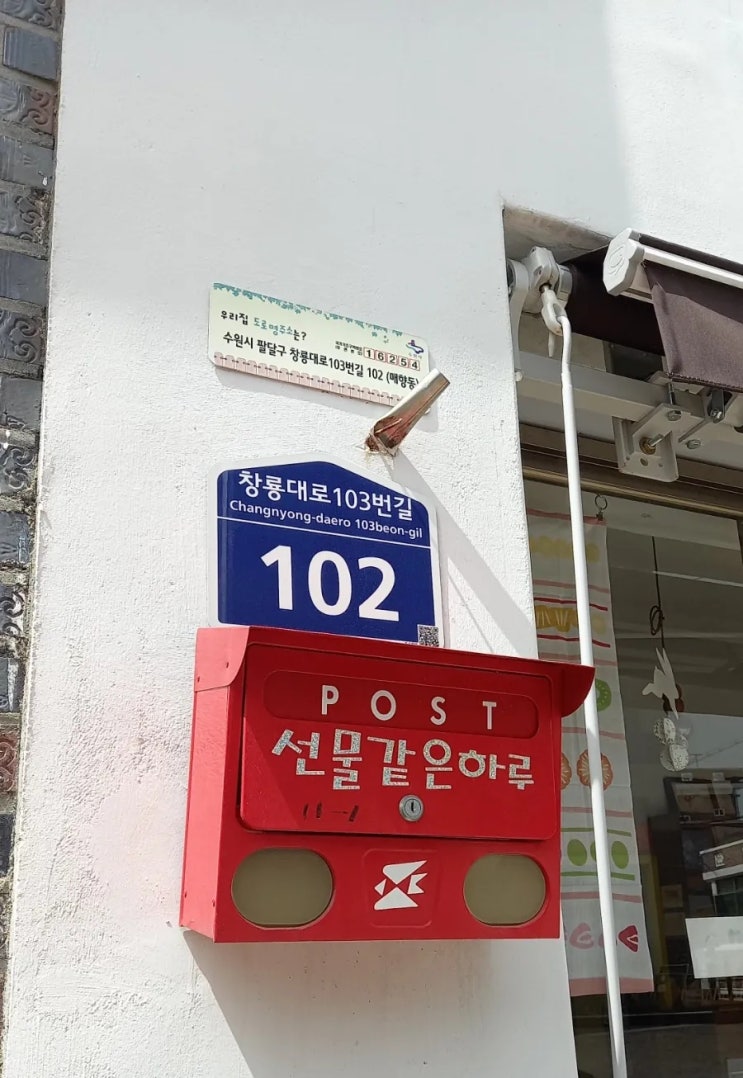 우리집 도로명주소는?
16254
수원시 팔달구 창룡대로103번길 102 (매향동)
창룡대로103번길
Changnyong-daero 103beon-gil
102
POST
선물같은하루